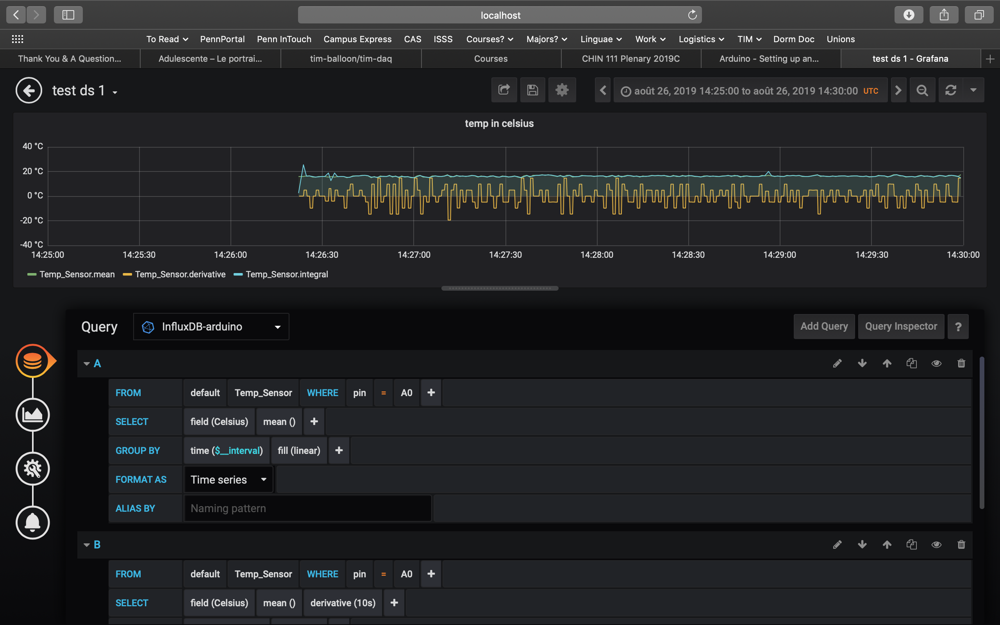 localhost
To Read PennPortal Penn InTouch Campus Express CAS ISSS Courses? Majors? Linguae Work Logistics TIM Dorm Doc Unions
Thank You & A Question... Adulescente – Le portrai... tim-balloon/tim-daq Courses CHIN 111 Plenary 2019C Arduino - Setting up an... test ds 1 - Grafana
test ds 1 août 26, 2019 14:25:00 to août 26, 2019 14:30:00 UTC
temp in celsius
40 °C
20 °C
0 °C
-20 °C
-40 °C
14:25:00 14:25:30 14:26:00 14:26:30 14:27:00 14:27:30 14:28:00 14:28:30 14:29:00 14:29:30 14:30:00
Temp_Sensor.mean Temp_Sensor.derivative Temp_Sensor.integral
Query InfluxDB-arduino Add Query Query Inspector ?
A
FROM default Temp_Sensor WHERE pin = A0 +
SELECT field (Celsius) mean () +
GROUP BY time ($__interval) fill (linear) +
FORMAT AS Time series
ALIAS BY Naming pattern
B
FROM default Temp_Sensor WHERE pin = A0 +
SELECT field (Celsius) mean () derivative (10s) +